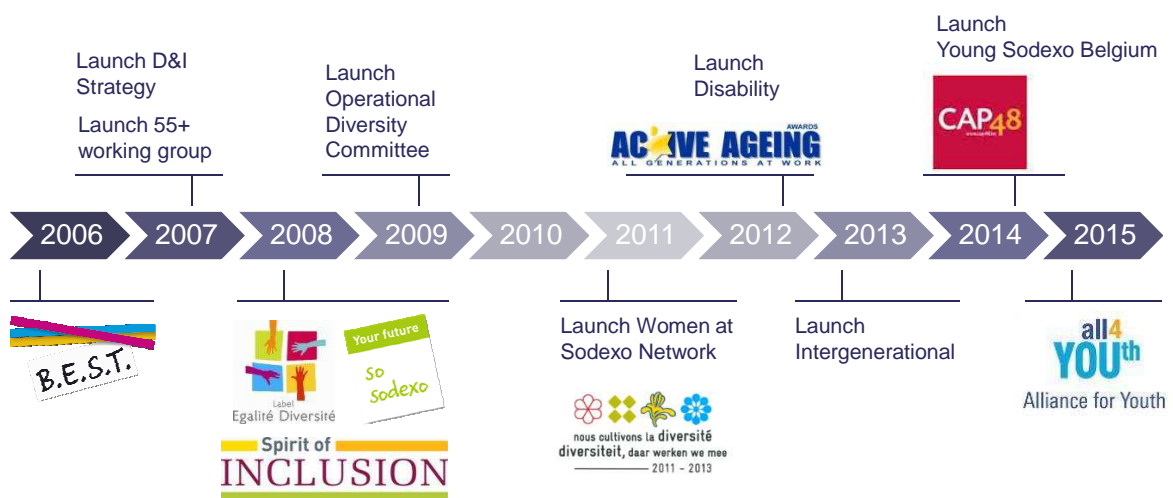 Launch D&I
Strategy
Launch 55+
working group
Launch
Operational
Diversity
Committee
Launch
Disability
AWARDS
ACTIVE AGEING
ALL GENERATIONS AT WORK
Launch
Young Sodexo Belgium
CAP48
www.cap48.be
2006
2007
2008
2009
2010
2011
2012
2013
2014
2015
B.E.S.T.
Label
Egalité Diversité
Your future
so
sodexo
Spirit of
INCLUSION
Launch Women at
Sodexo Network
nous cultivons la diversité
diversiteit, daar werken we mee
2011 - 2013
Launch
Intergenerational
all4
YOUth
Alliance for Youth